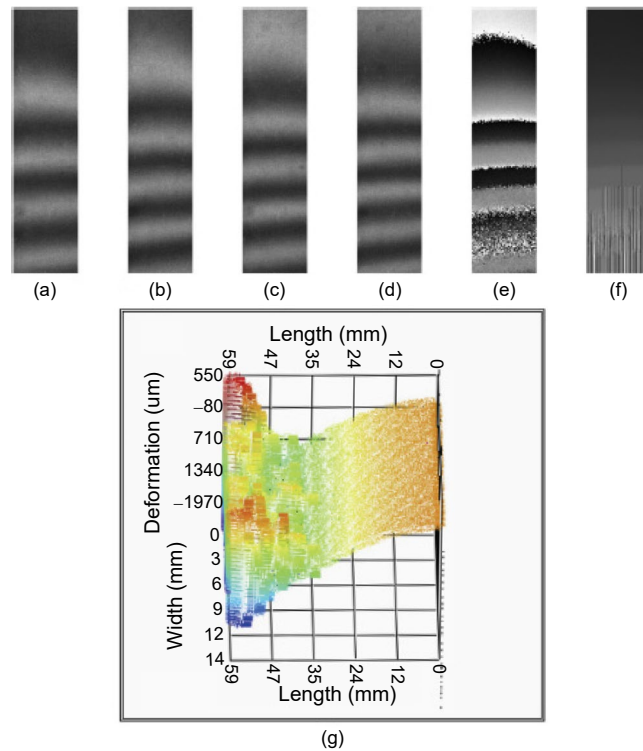 (a) (b) (c) (d) (e) (f)
Length (mm)
59 47 35 24 12 0
Deformation (um)
550
−80
710
1340
−1970
0
Width (mm)
3
6
9
12
14
59 47 35 24 12 0
Length (mm)
(g)